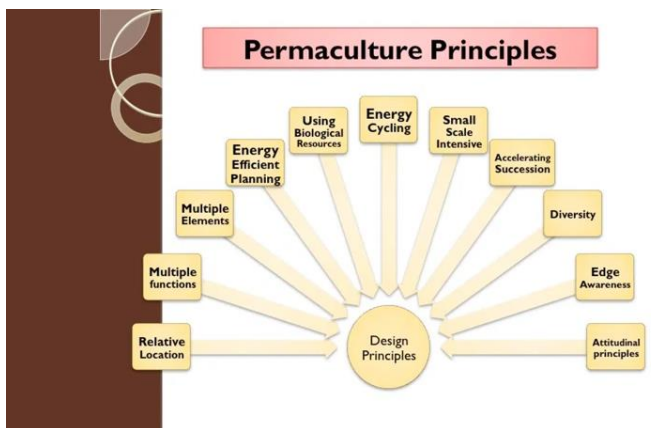 Permaculture Principles
Relative
Location
Multiple
functions
Multiple
Elements
Energy
Efficient
Planning
Using
Biological
Resources
Energy
Cycling
Small
Scale
Intensive
Accelerating
Succession
Diversity
Edge
Awareness
Attitudinal
principles
Design
Principles